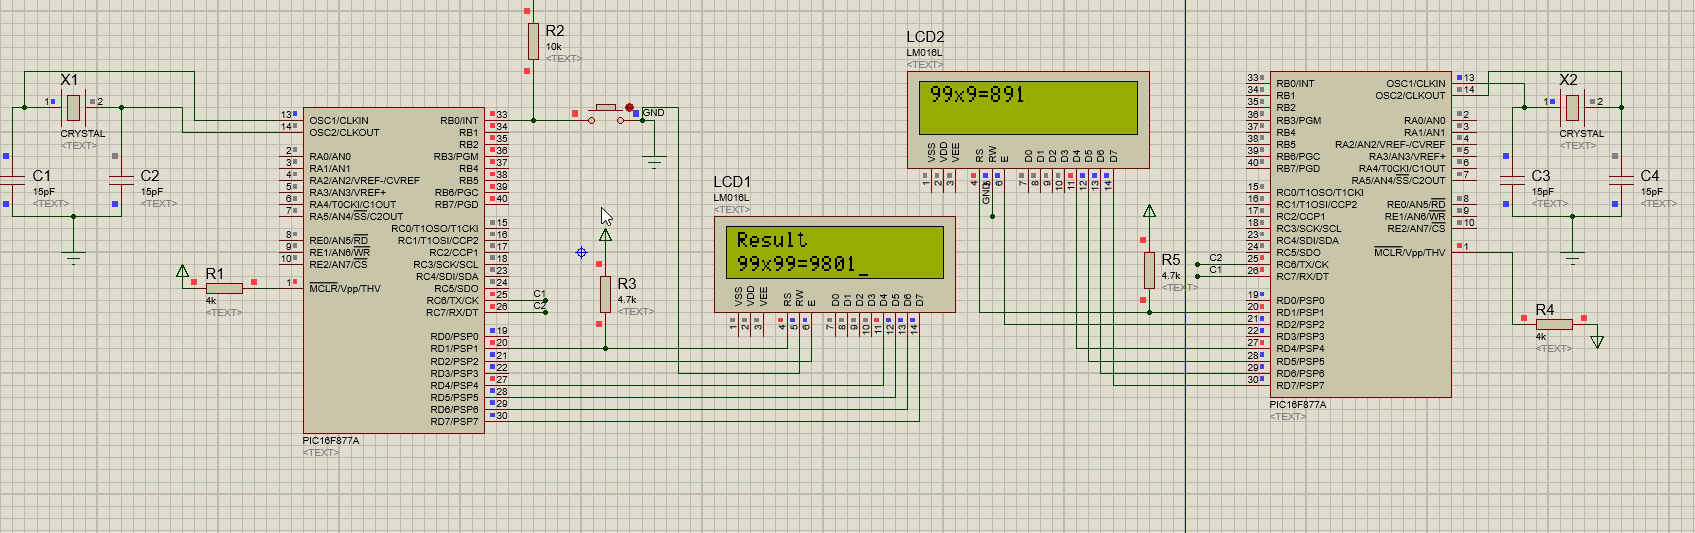 R2
10k
<TEXT>
X1
1
2
CRYSTAL
<TEXT>
C1
15pF
<TEXT>
C2
15pF
<TEXT>
R1
4k
<TEXT>
13 OSC1/CLKIN
14 OSC2/CLKOUT
2 RA0/AN0
3 RA1/AN1
4 RA2/AN2/VREF-/CVREF
5 RA3/AN3/VREF+
6 RA4/T0CKI/C1OUT
7 RA5/AN4/SS/C2OUT
8 RE0/AN5/RD
9 RE1/AN6/WR
10 RE2/AN7/CS
1 MCLR/Vpp/THV
RB0/INT 33
RB1 34
RB2 35
RB3/PGM 36
RB4 37
RB5 38
RB6/PGC 39
RB7/PGD 40
RC0/T1OSO/T1CKI 15
RC1/T1OSI/CCP2 16
RC2/CCP1 17
RC3/SCK/SCL 18
RC4/SDI/SDA 23
RC5/SDO 24
RC6/TX/CK 25 C1
RC7/RX/DT 26 C2
RD0/PSP0 19
RD1/PSP1 20
RD2/PSP2 21
RD3/PSP3 22
RD4/PSP4 27
RD5/PSP5 28
RD6/PSP6 29
RD7/PSP7 30
PIC16F877A
<TEXT>
GND
R3
4.7k
<TEXT>
LCD1
LM016L
<TEXT>
Result
99x99=9801_
VSS VDD VEE RS RW E D0 D1 D2 D3 D4 D5 D6 D7
1 2 3 4 5 6 7 8 9 10 11 12 13 14
LCD2
LM016L
<TEXT>
99x9=891
VSS VDD VEE RS RW E D0 D1 D2 D3 D4 D5 D6 D7
1 2 3 4 5 6 7 8 9 10 11 12 13 14
GND
R5
4.7k
<TEXT>
C2
C1
33 RB0/INT
34 RB1
35 RB2
36 RB3/PGM
37 RB4
38 RB5
39 RB6/PGC
40 RB7/PGD
15 RC0/T1OSO/T1CKI
16 RC1/T1OSI/CCP2
17 RC2/CCP1
18 RC3/SCK/SCL
23 RC4/SDI/SDA
24 RC5/SDO
25 RC6/TX/CK
26 RC7/RX/DT
19 RD0/PSP0
20 RD1/PSP1
21 RD2/PSP2
22 RD3/PSP3
27 RD4/PSP4
28 RD5/PSP5
29 RD6/PSP6
30 RD7/PSP7
OSC1/CLKIN 13
OSC2/CLKOUT 14
RA0/AN0 2
RA1/AN1 3
RA2/AN2/VREF-/CVREF 4
RA3/AN3/VREF+ 5
RA4/T0CKI/C1OUT 6
RA5/AN4/SS/C2OUT 7
RE0/AN5/RD 8
RE1/AN6/WR 9
RE2/AN7/CS 10
MCLR/Vpp/THV 1
PIC16F877A
<TEXT>
X2
1
2
CRYSTAL
<TEXT>
C3
15pF
<TEXT>
C4
15pF
<TEXT>
R4
4k
<TEXT>